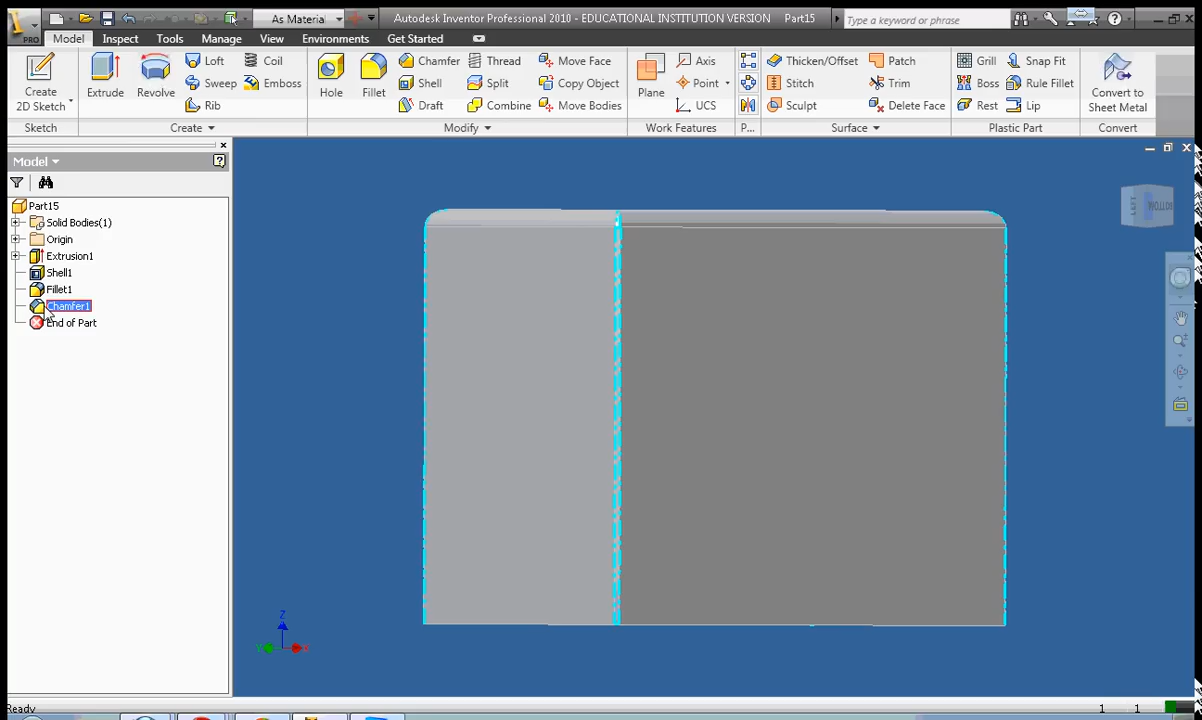 As Material
Autodesk Inventor Professional 2010 - EDUCATIONAL INSTITUTION VERSION Part15
Type a keyword or phrase
PRO
Model Inspect Tools Manage View Environments Get Started
Create 2D Sketch
Extrude
Revolve
Loft
Sweep
Rib
Coil
Emboss
Hole
Fillet
Chamfer
Shell
Draft
Thread
Split
Combine
Move Face
Copy Object
Move Bodies
Plane
Axis
Point
UCS
Thicken/Offset
Stitch
Sculpt
Patch
Trim
Delete Face
Grill
Boss
Rest
Snap Fit
Rule Fillet
Lip
Convert to Sheet Metal
Sketch Create Modify Work Features P... Surface Plastic Part Convert
Model
Part15
Solid Bodies(1)
Origin
Extrusion1
Shell1
Fillet1
Chamfer1
End of Part
Z
Y
X
Ready
1 1